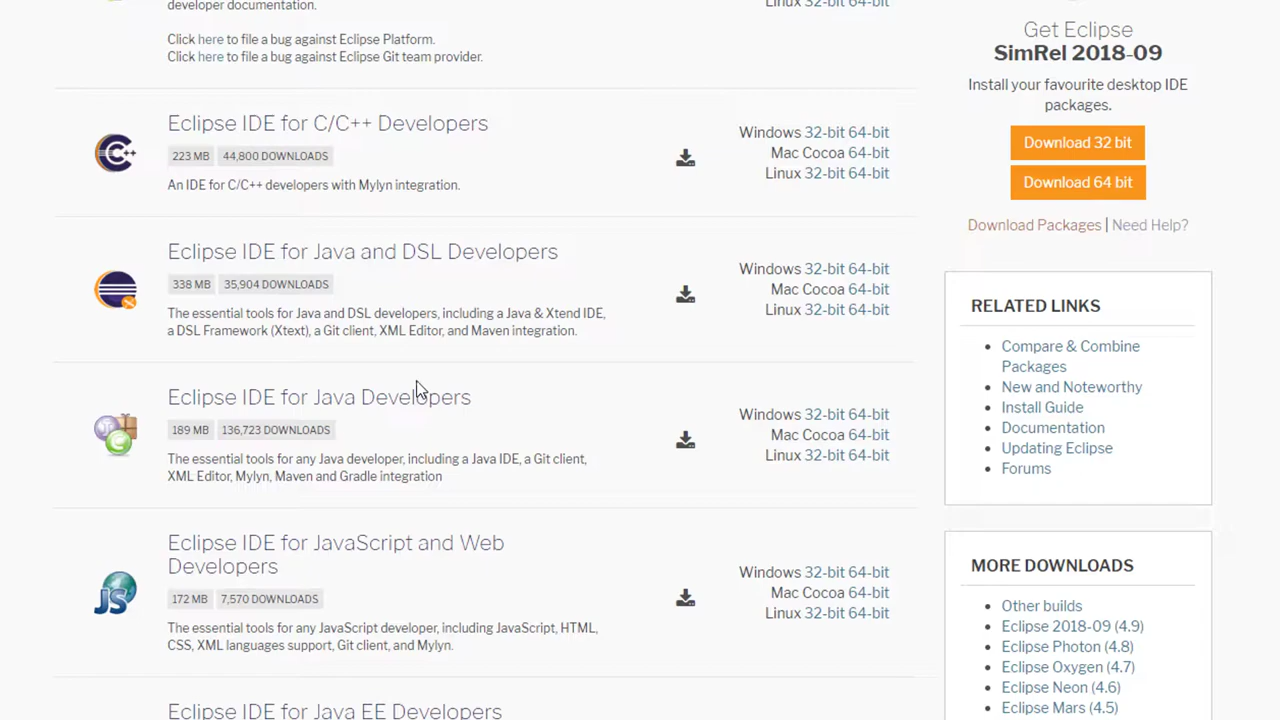 developer documentation.
Linux 32-bit 64-bit
Click here to file a bug against Eclipse Platform.
Click here to file a bug against Eclipse Git team provider.
Eclipse IDE for C/C++ Developers
223 MB 44,800 DOWNLOADS
An IDE for C/C++ developers with Mylyn integration.
Windows 32-bit 64-bit
Mac Cocoa 64-bit
Linux 32-bit 64-bit
Eclipse IDE for Java and DSL Developers
338 MB 35,904 DOWNLOADS
The essential tools for Java and DSL developers, including a Java & Xtend IDE,
a DSL Framework (Xtext), a Git client, XML Editor, and Maven integration.
Windows 32-bit 64-bit
Mac Cocoa 64-bit
Linux 32-bit 64-bit
Eclipse IDE for Java Developers
189 MB 136,723 DOWNLOADS
The essential tools for any Java developer, including a Java IDE, a Git client,
XML Editor, Mylyn, Maven and Gradle integration
Windows 32-bit 64-bit
Mac Cocoa 64-bit
Linux 32-bit 64-bit
Eclipse IDE for JavaScript and Web
Developers
172 MB 7,570 DOWNLOADS
The essential tools for any JavaScript developer, including JavaScript, HTML,
CSS, XML languages support, Git client, and Mylyn.
JS
Windows 32-bit 64-bit
Mac Cocoa 64-bit
Linux 32-bit 64-bit
Eclipse IDE for Java EE Developers
Get Eclipse
SimRel 2018-09
Install your favourite desktop IDE
packages.
Download 32 bit
Download 64 bit
Download Packages | Need Help?
RELATED LINKS
Compare & Combine
Packages
New and Noteworthy
Install Guide
Documentation
Updating Eclipse
Forums
MORE DOWNLOADS
Other builds
Eclipse 2018-09 (4.9)
Eclipse Photon (4.8)
Eclipse Oxygen (4.7)
Eclipse Neon (4.6)
Eclipse Mars (4.5)